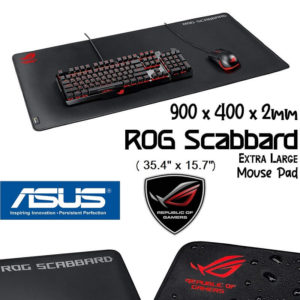 900 x 400 x 2mm
ROG Scabbard
( 35.4" x 15.7")
Extra Large
Mouse Pad
ASUS
Inspiring Innovation • Persistent Perfection
REPUBLIC OF
GAMERS
ROG SCABBARD
REPUBLIC OF
GAMERS